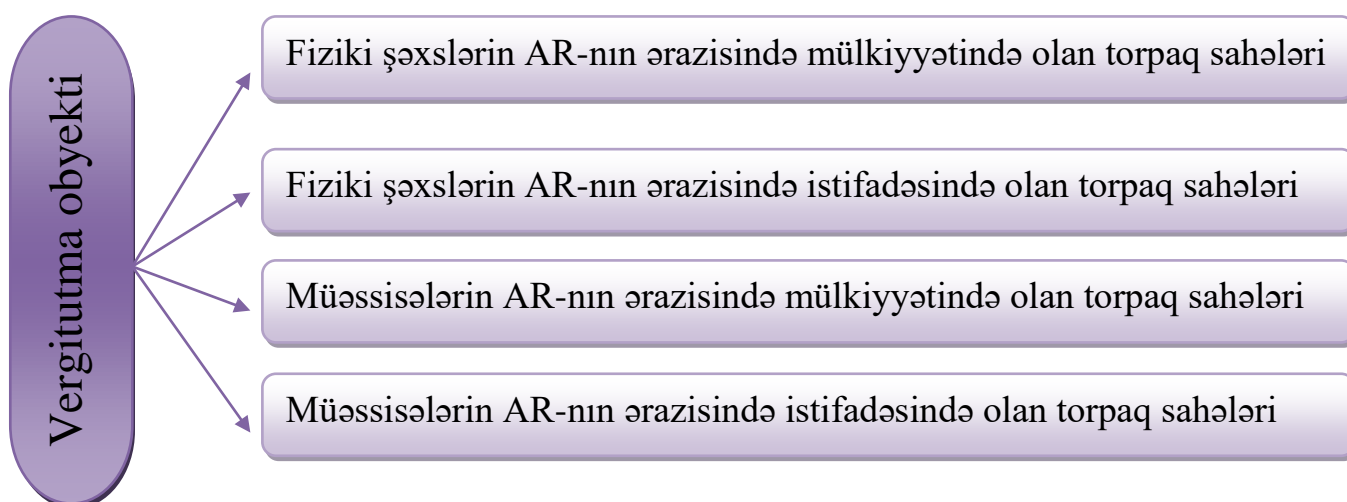 Vergitutma obyekti
Fiziki şəxslərin AR-nın ərazisində mülkiyyətində olan torpaq sahələri
Fiziki şəxslərin AR-nın ərazisində istifadəsində olan torpaq sahələri
Müəssisələrin AR-nın ərazisində mülkiyyətində olan torpaq sahələri
Müəssisələrin AR-nın ərazisində istifadəsində olan torpaq sahələri